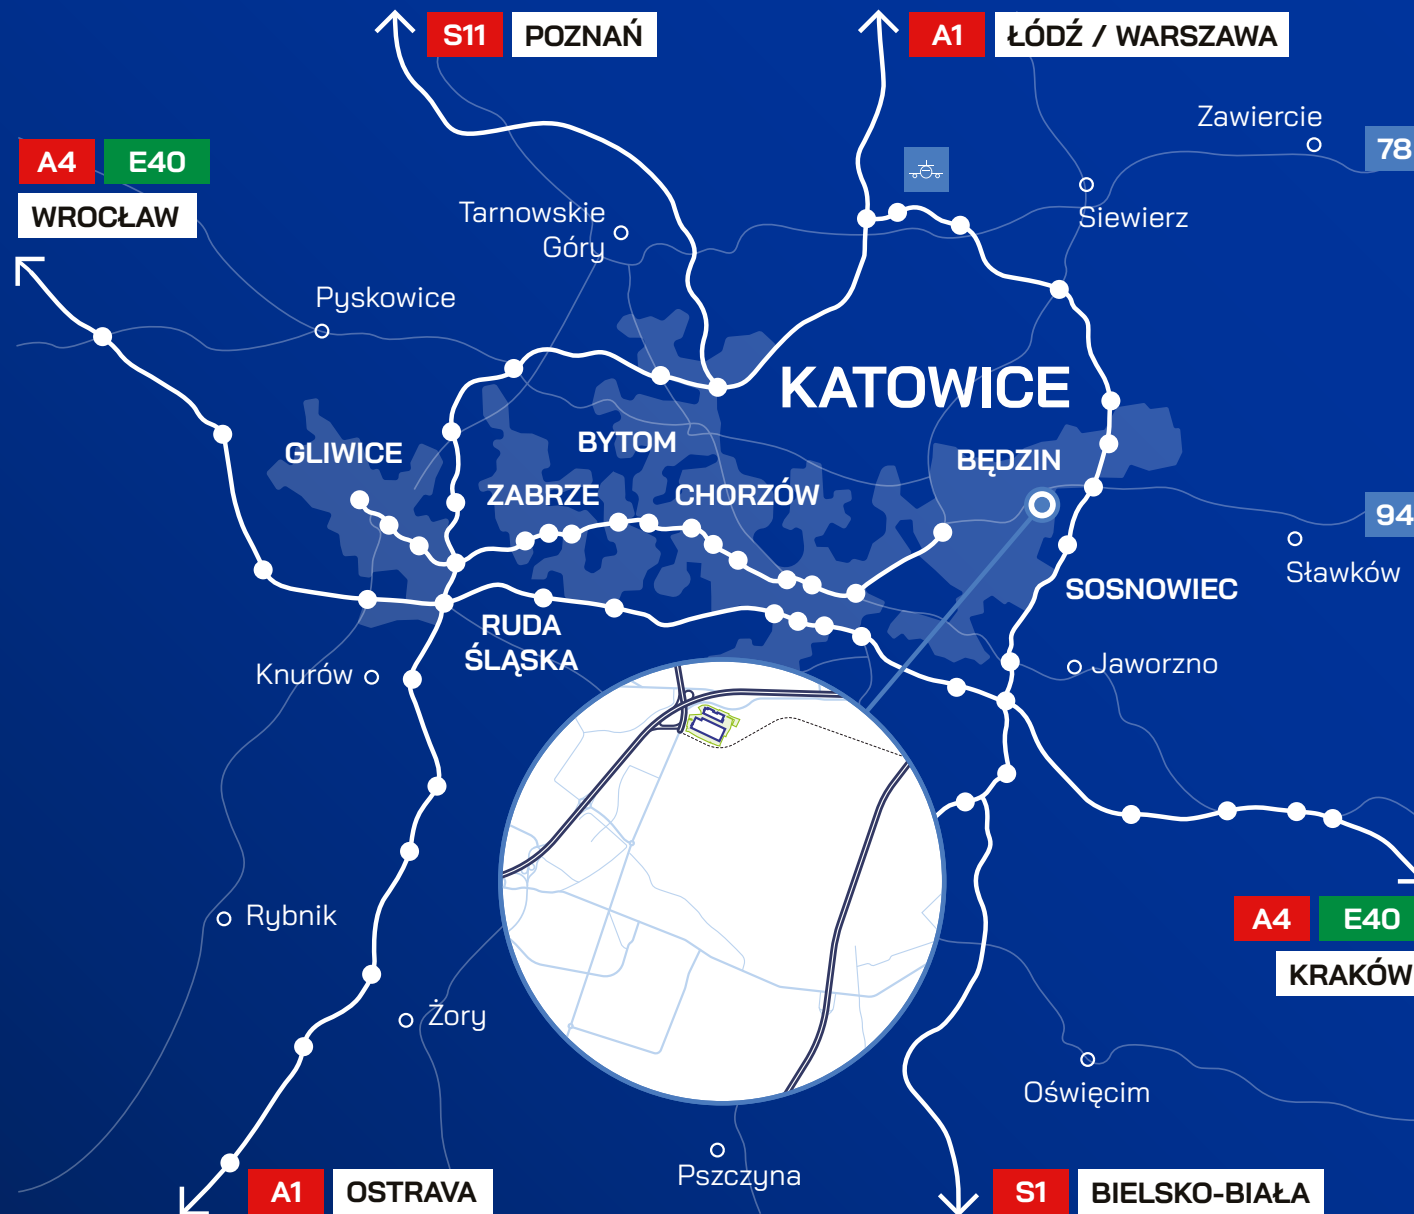 S11 POZNAŃ
A1 ŁÓDŹ / WARSZAWA
Zawiercie
78
A4 E40
WROCŁAW
Tarnowskie
Góry
Siewierz
Pyskowice
KATOWICE
GLIWICE
BYTOM
BĘDZIN
ZABRZE
CHORZÓW
94
Sławków
SOSNOWIEC
RUDA
ŚLĄSKA
Knurów
Jaworzno
Rybnik
A4 E40
KRAKÓW
Żory
Oświęcim
Pszczyna
A1 OSTRAVA
S1 BIELSKO-BIAŁA